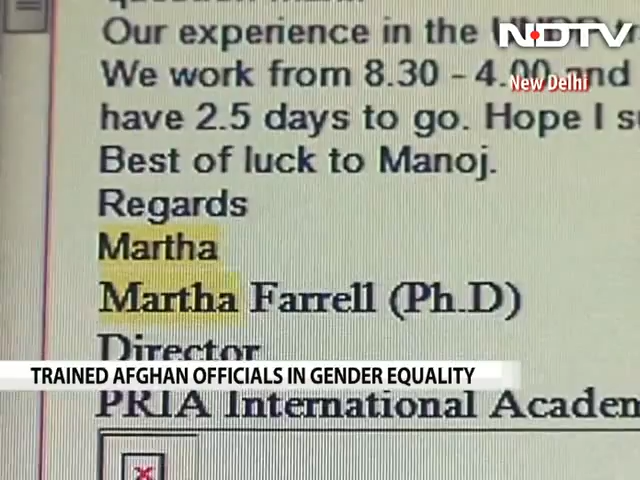 Our experience in the
NDTV
We work from 8.30 - 4.00 and
New Delhi
have 2.5 days to go. Hope I
Best of luck to Manoj.
Regards
Martha
Martha Farrell (Ph.D)
Director
TRAINED AFGHAN OFFICIALS IN GENDER EQUALITY
PRIA International